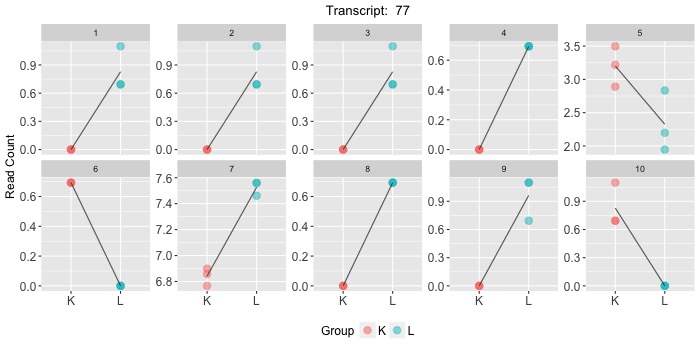 Transcript: 77
1 2 3 4 5
0.9 0.6 0.3 0.0
0.9 0.6 0.3 0.0
0.9 0.6 0.3 0.0
0.6 0.4 0.2 0.0
3.5 3.0 2.5 2.0
Read Count
6 7 8 9 10
0.6 0.4 0.2 0.0
7.6 7.4 7.2 7.0 6.8
0.6 0.4 0.2 0.0
0.9 0.6 0.3 0.0
0.9 0.6 0.3 0.0
K L K L K L K L K L
Group K L